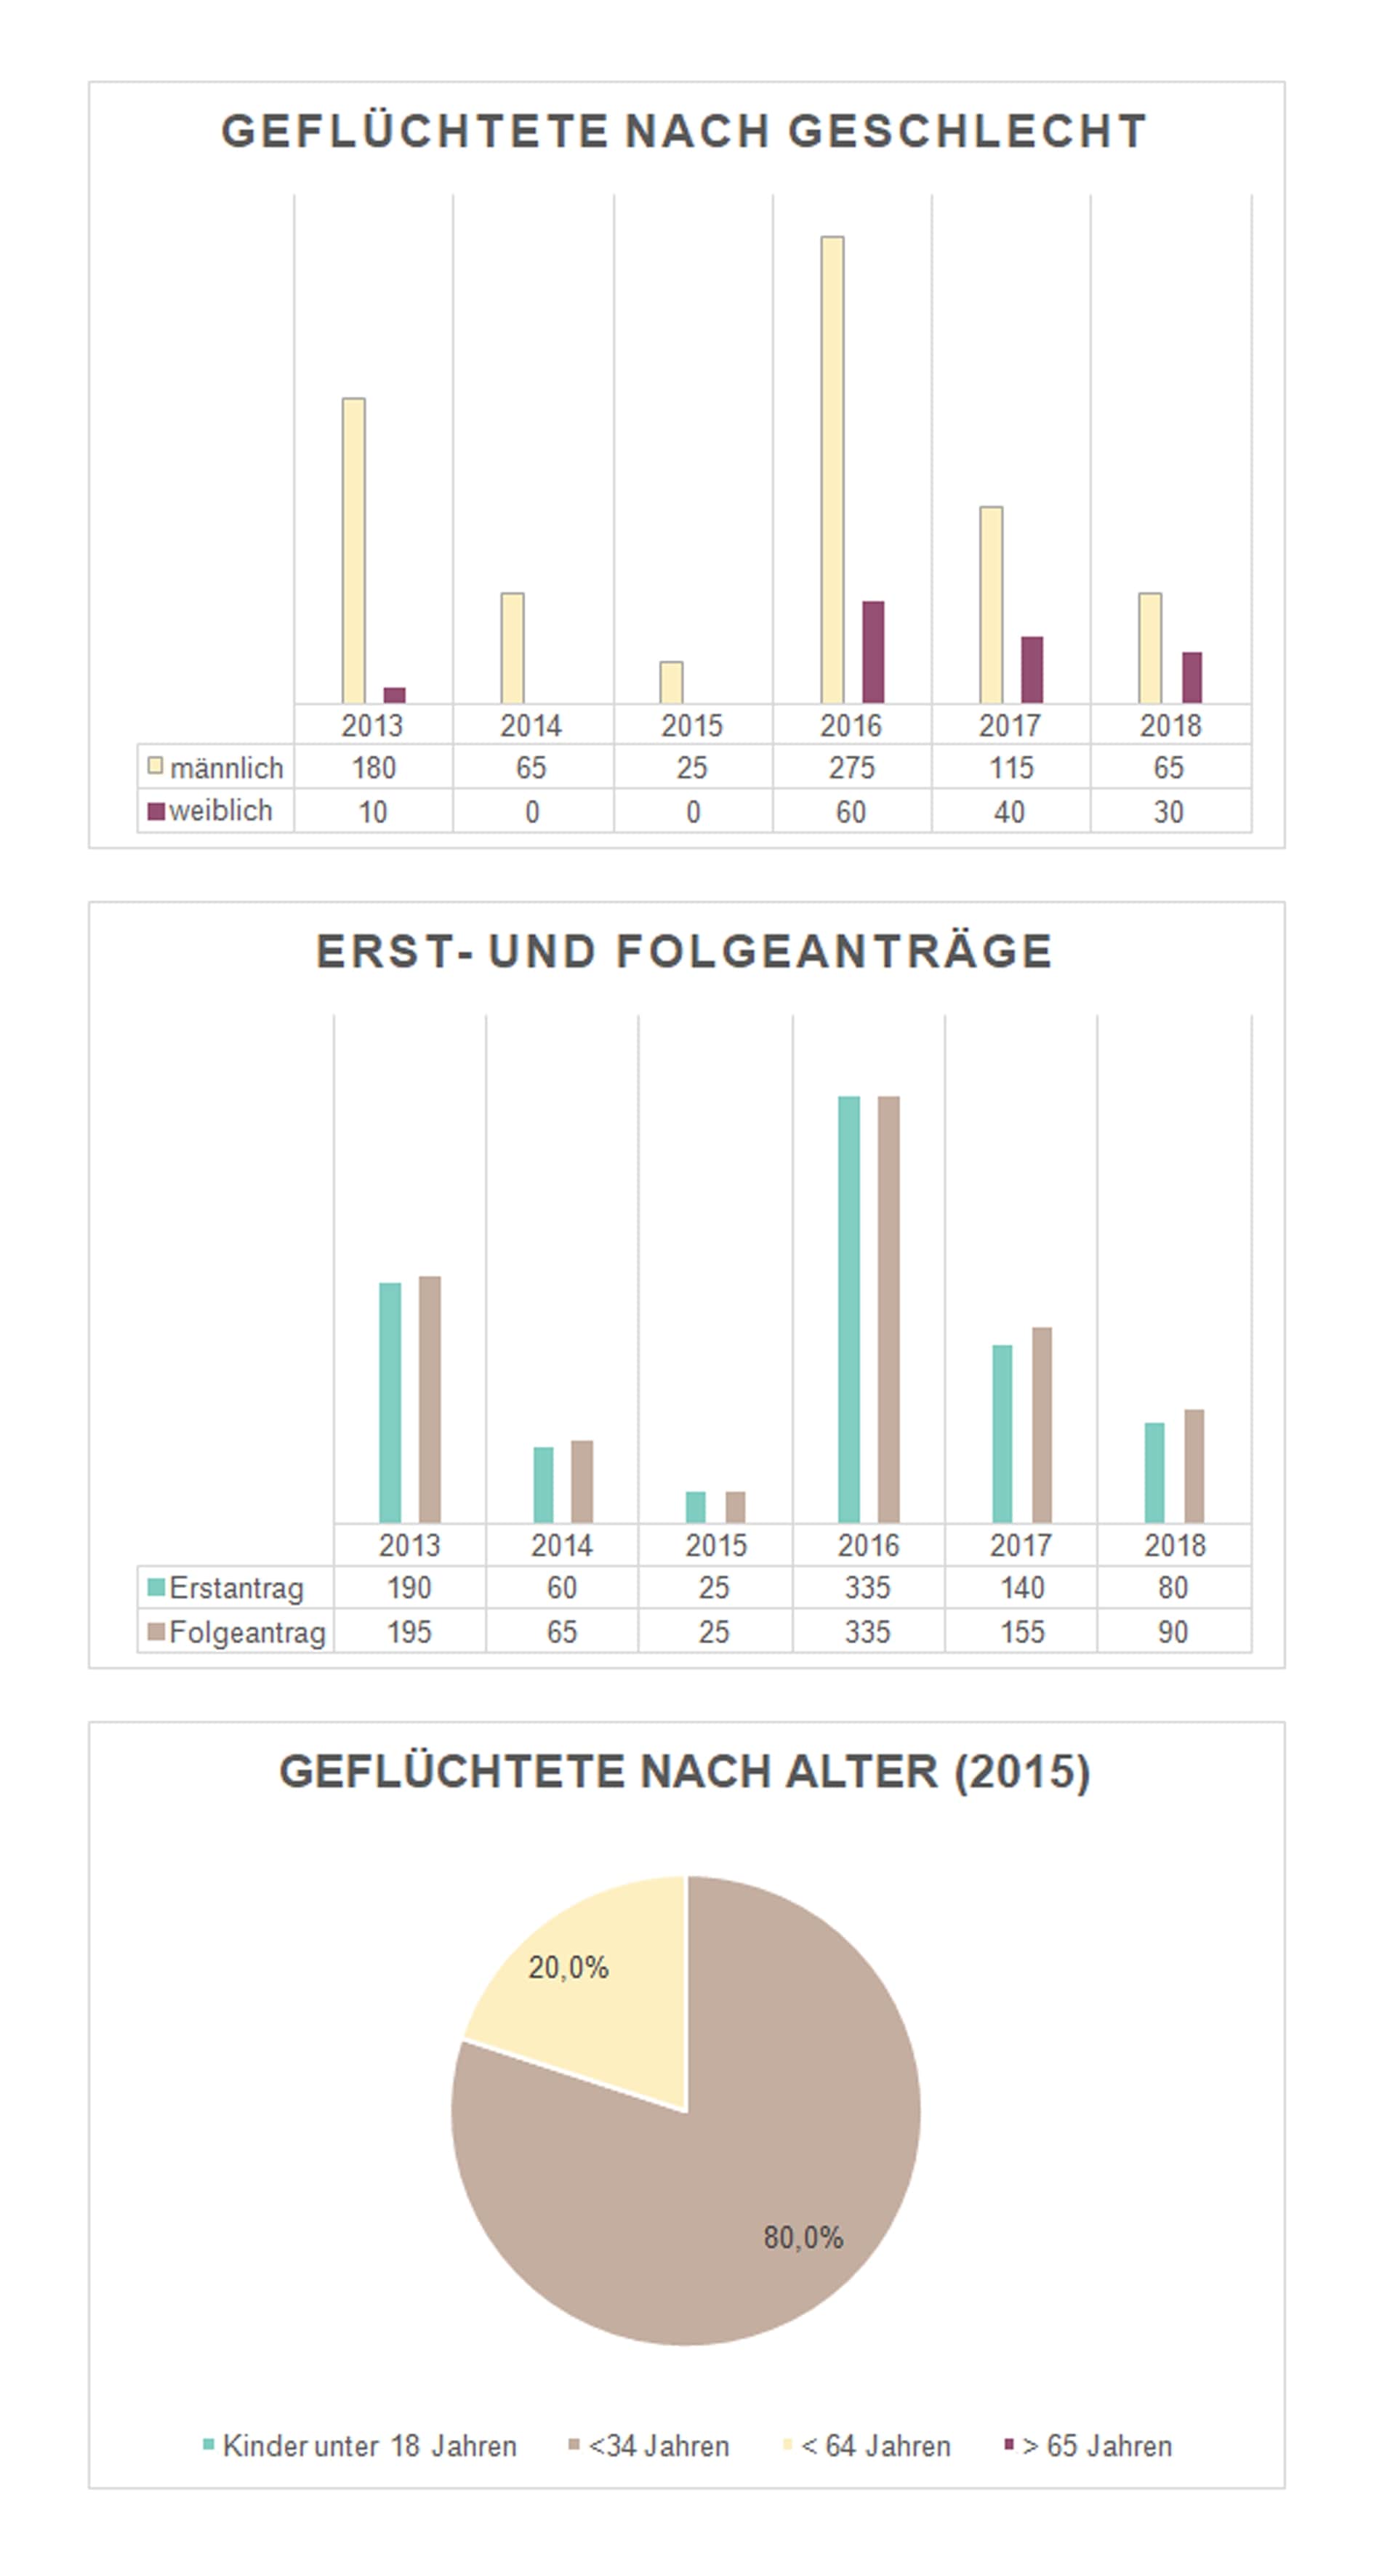 GEFLÜCHTETE NACH GESCHLECHT
2013 2014 2015 2016 2017 2018
männlich 180 65 25 275 115 65
weiblich 10 0 0 60 40 30
ERST- UND FOLGEANTRÄGE
2013 2014 2015 2016 2017 2018
Erstantrag 190 60 25 335 140 80
Folgeantrag 195 65 25 335 155 90
GEFLÜCHTETE NACH ALTER (2015)
20,0%
80,0%
Kinder unter 18 Jahren <34 Jahren < 64 Jahren > 65 Jahren